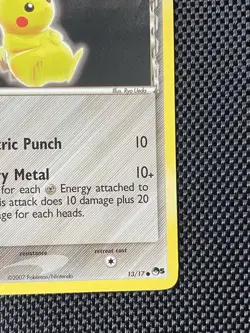 Illus. Ryo Ueda
tric Punch 10
y Metal 10+
for each Energy attached to
is attack does 10 damage plus 20
age for each heads.
resistance retreat cost
©2007 Pokémon/Nintendo 13/17